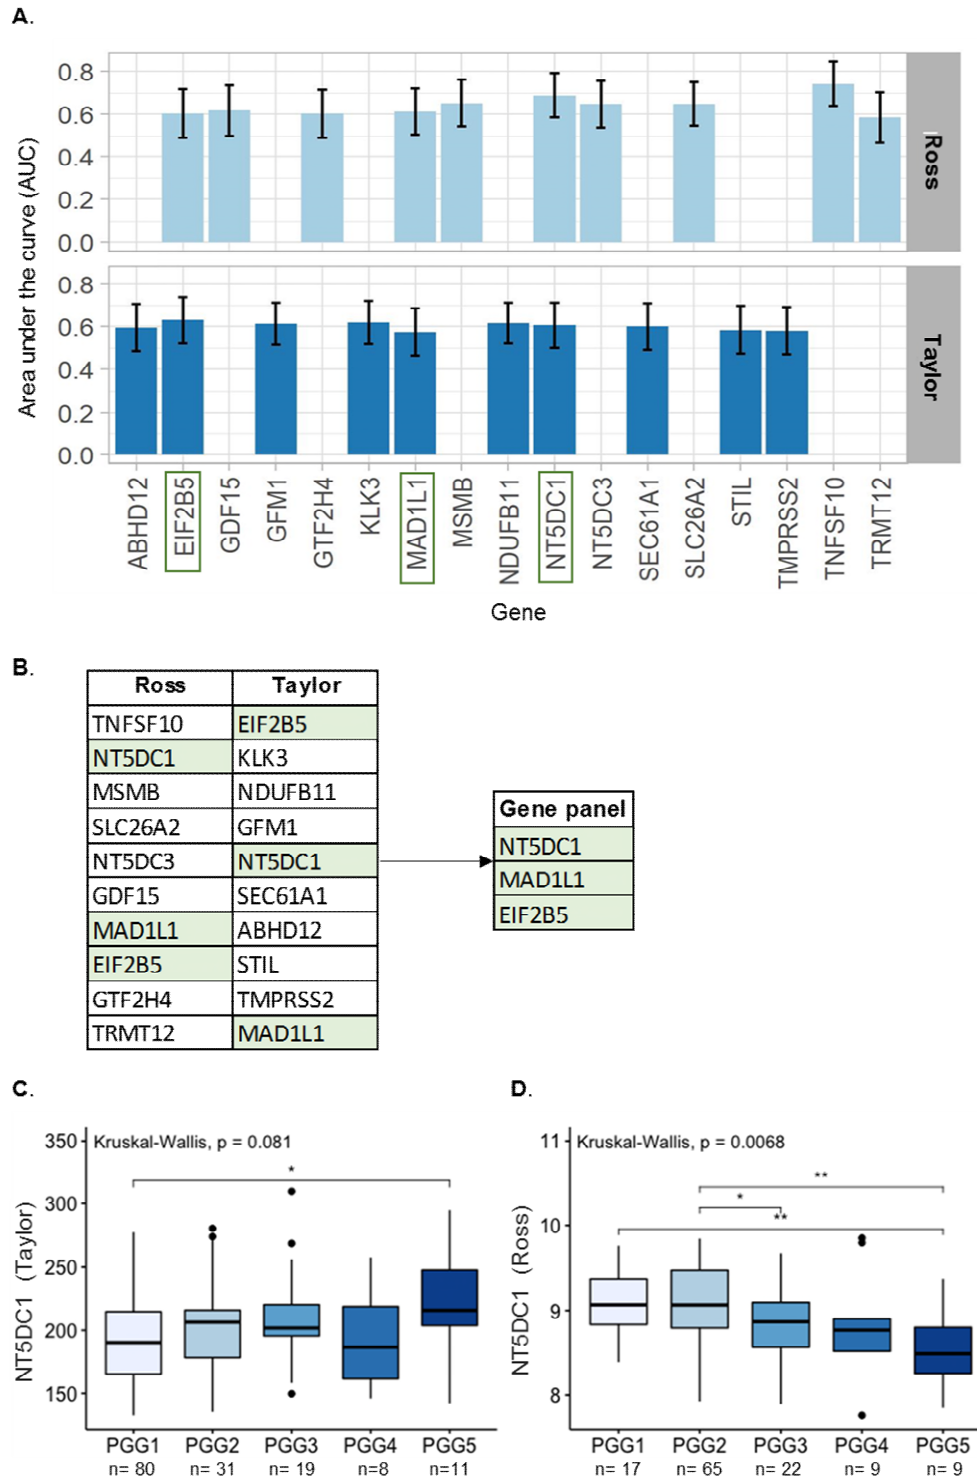 A.
Area under the curve (AUC)
0.8
0.6
0.4
0.2
0.0
Ross
0.8
0.6
0.4
0.2
0.0
Taylor
ABHD12
EIF2B5
GDF15
GFM1
GTF2H4
KLK3
MAD1L1
MSMB
NDUFB11
NT5DC1
NT5DC3
SEC61A1
SLC26A2
STIL
TMPRSS2
TNFSF10
TRMT12
Gene
B.
Ross Taylor
TNFSF10 EIF2B5
NT5DC1 KLK3
MSMB NDUFB11
SLC26A2 GFM1
NT5DC3 NT5DC1
GDF15 SEC61A1
MAD1L1 ABHD12
EIF2B5 STIL
GTF2H4 TMPRSS2
TRMT12 MAD1L1
Gene panel
NT5DC1
MAD1L1
EIF2B5
C.
NT5DC1 (Taylor)
350
300
250
200
150
Kruskal-Wallis, p = 0.081
*
PGG1 PGG2 PGG3 PGG4 PGG5
n= 80 n= 31 n= 19 n=8 n=11
D.
NT5DC1 (Ross)
11
10
9
8
Kruskal-Wallis, p = 0.0068
**
*
**
PGG1 PGG2 PGG3 PGG4 PGG5
n= 17 n= 65 n= 22 n= 9 n= 9